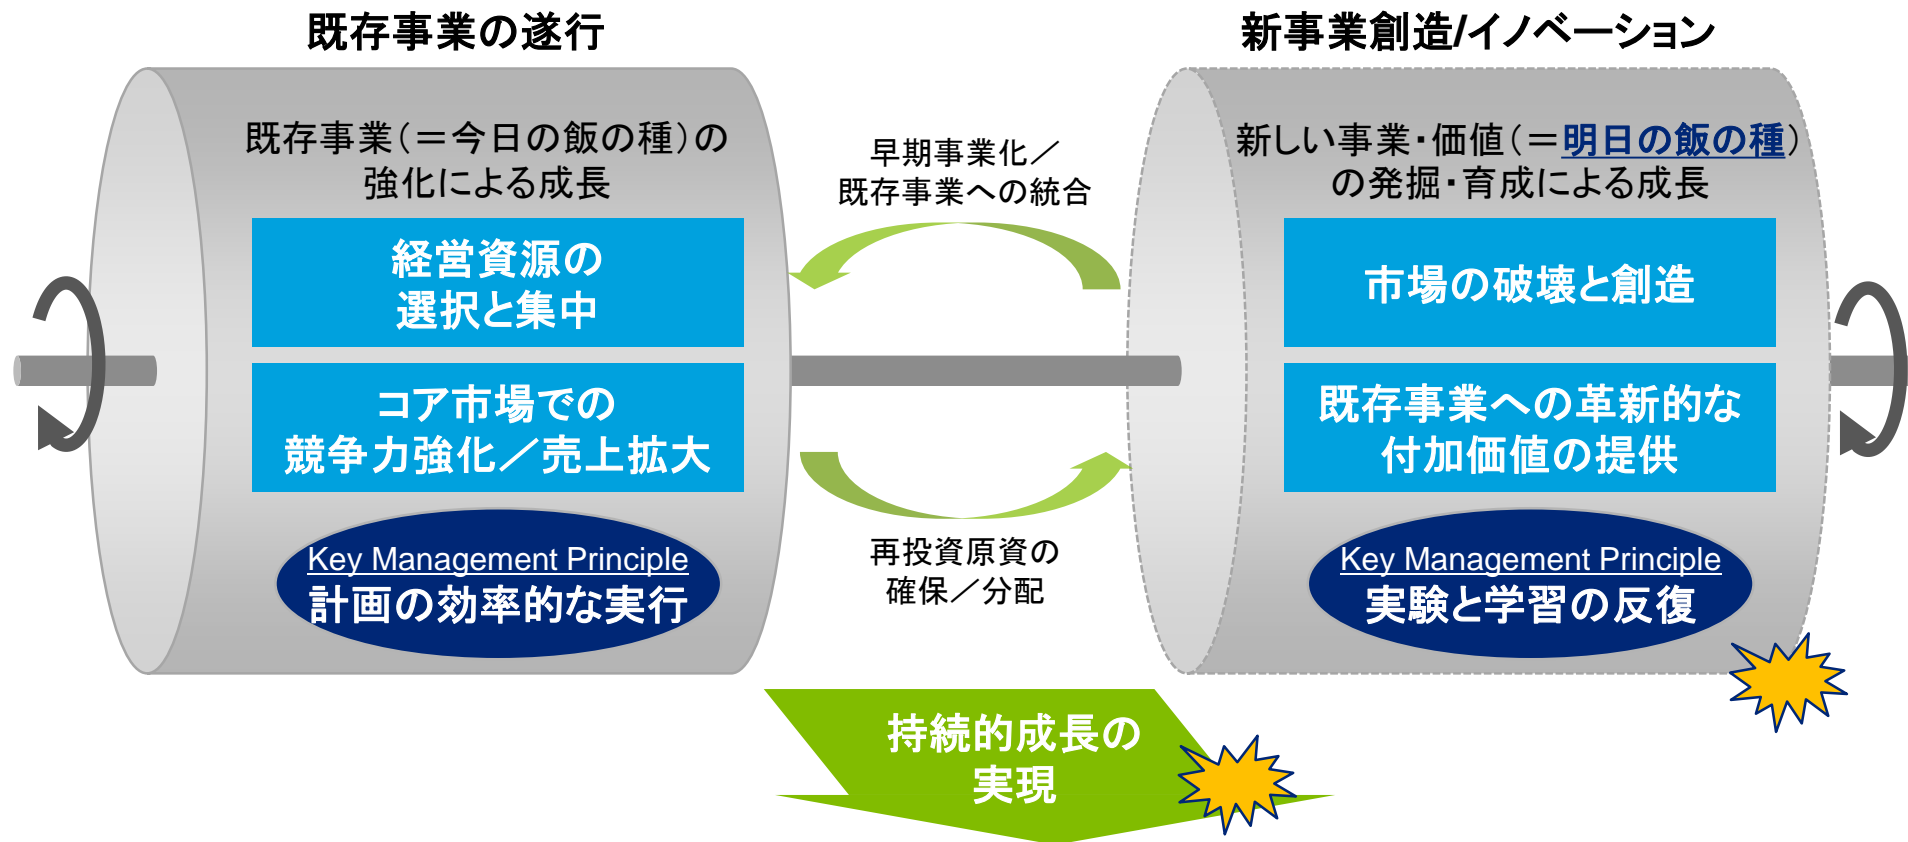 既存事業の遂行
既存事業（＝今日の飯の種）の
強化による成長
経営資源の
選択と集中
コア市場での
競争力強化／売上拡大
Key Management Principle
計画の効率的な実行
早期事業化／
既存事業への統合
再投資原資の
確保／分配
新事業創造/イノベーション
新しい事業・価値（＝明日の飯の種）
の発掘・育成による成長
市場の破壊と創造
既存事業への革新的な
付加価値の提供
Key Management Principle
実験と学習の反復
持続的成長の
実現